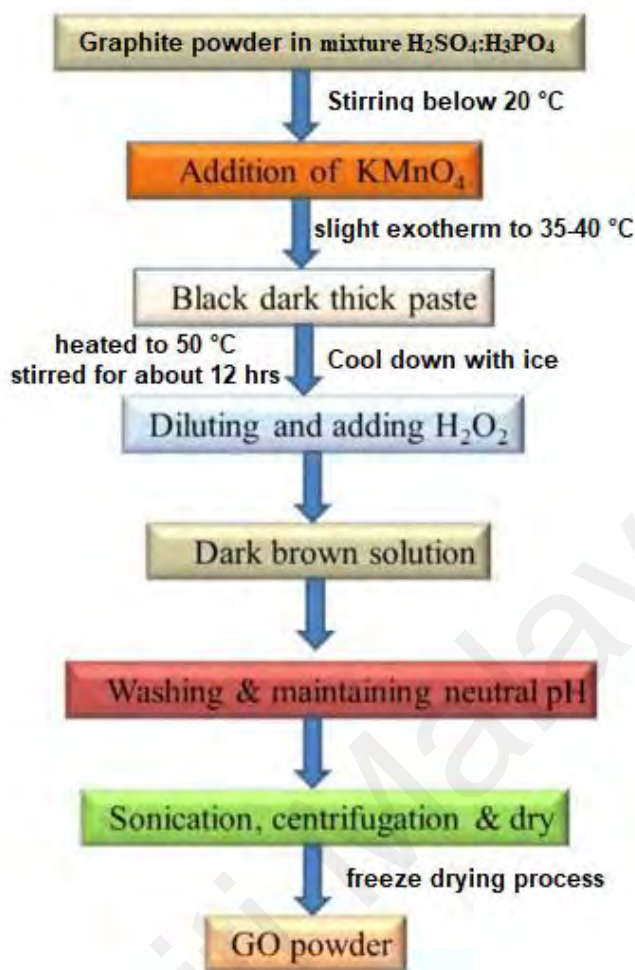 Graphite powder in mixture H₂SO₄:H₃PO₄
Stirring below 20 °C
Addition of KMnO₄
slight exotherm to 35-40 °C
Black dark thick paste
heated to 50 °C
stirred for about 12 hrs
Cool down with ice
Diluting and adding H₂O₂
Dark brown solution
Washing & maintaining neutral pH
Sonication, centrifugation & dry
freeze drying process
GO powder